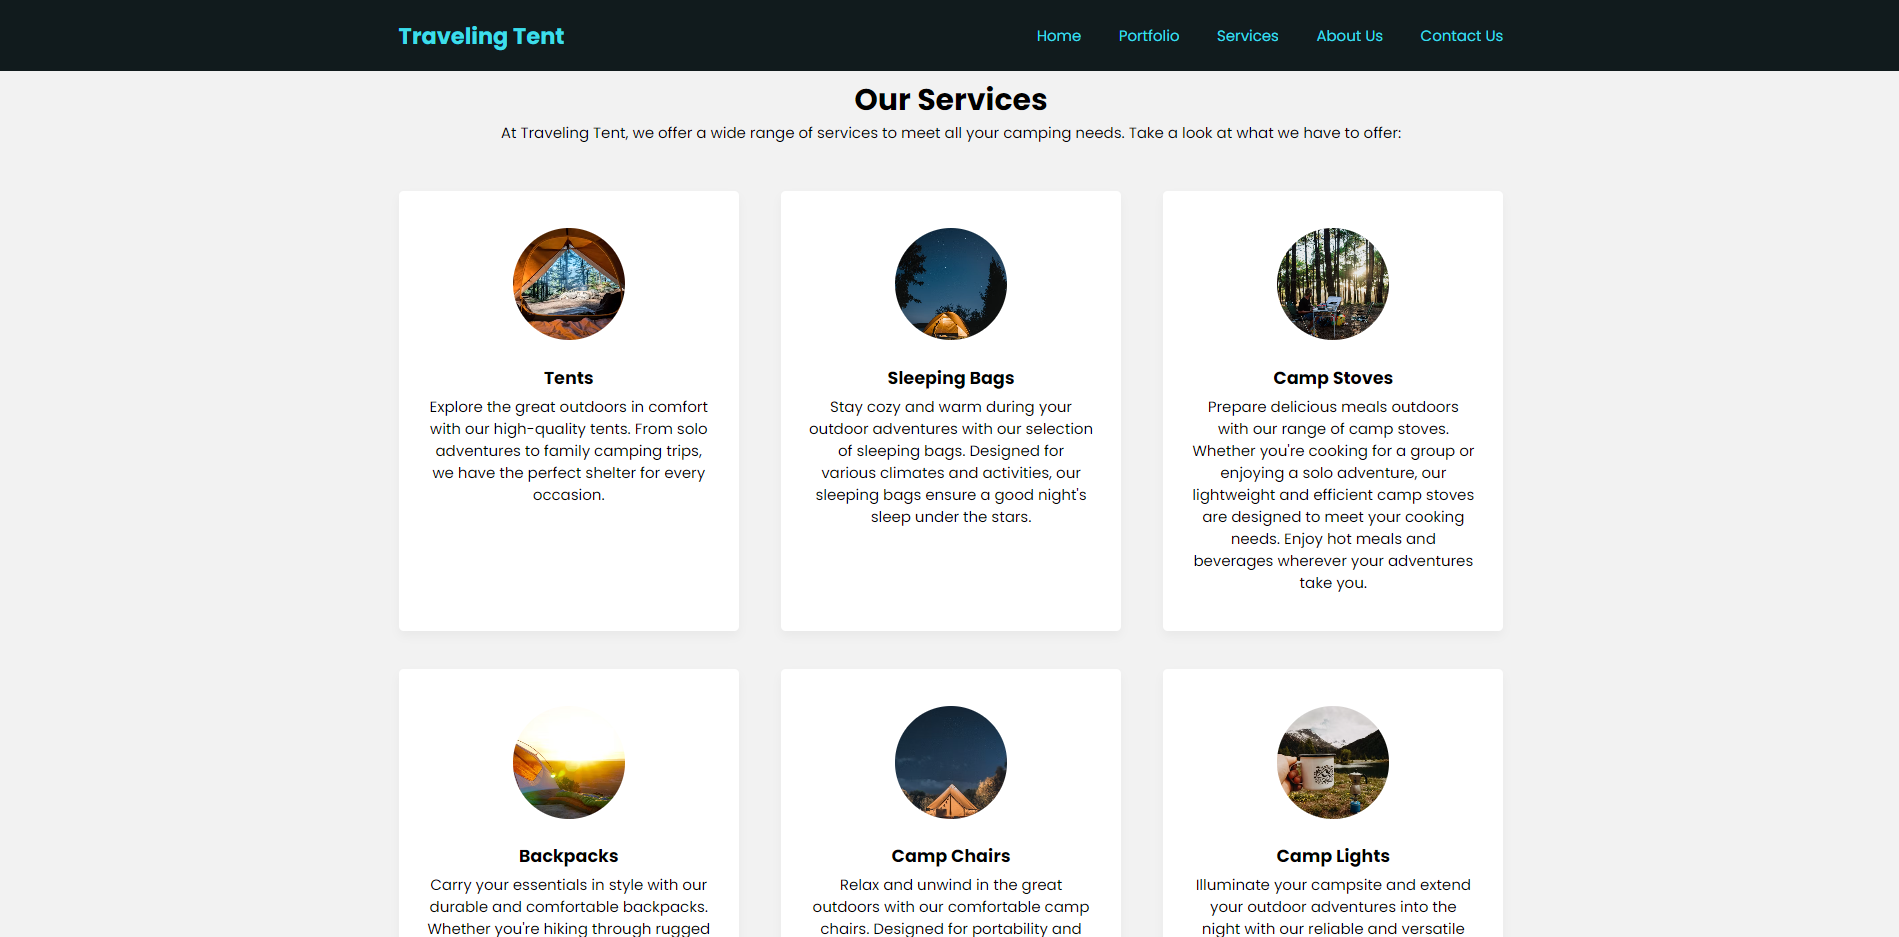 Traveling Tent
Home Portfolio Services About Us Contact Us
Our Services
At Traveling Tent, we offer a wide range of services to meet all your camping needs. Take a look at what we have to offer:
Tents
Explore the great outdoors in comfort
with our high-quality tents. From solo
adventures to family camping trips,
we have the perfect shelter for every
occasion.
Sleeping Bags
Stay cozy and warm during your
outdoor adventures with our selection
of sleeping bags. Designed for
various climates and activities, our
sleeping bags ensure a good night's
sleep under the stars.
Camp Stoves
Prepare delicious meals outdoors
with our range of camp stoves.
Whether you're cooking for a group or
enjoying a solo adventure, our
lightweight and efficient camp stoves
are designed to meet your cooking
needs. Enjoy hot meals and
beverages wherever your adventures
take you.
Backpacks
Carry your essentials in style with our
durable and comfortable backpacks.
Whether you're hiking through rugged
Camp Chairs
Relax and unwind in the great
outdoors with our comfortable camp
chairs. Designed for portability and
Camp Lights
Illuminate your campsite and extend
your outdoor adventures into the
night with our reliable and versatile